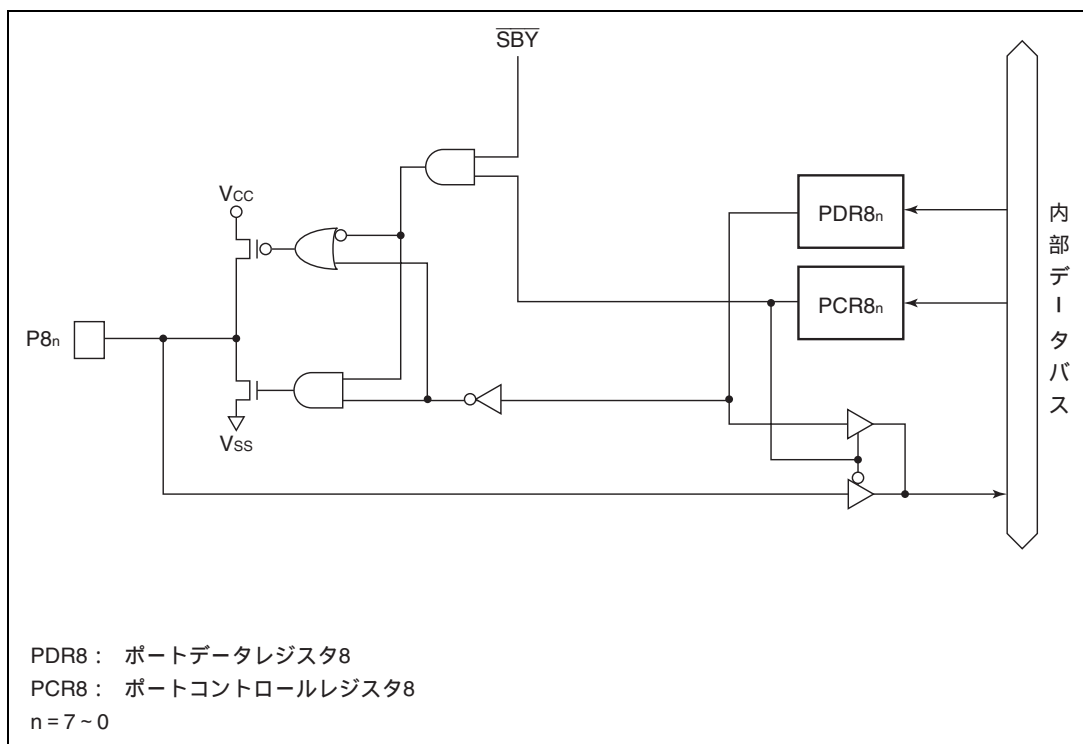 SBY
VCC
PDR8n
PCR8n
内部データバス
P8n
VSS
PDR8： ポートデータレジスタ8
PCR8： ポートコントロールレジスタ8
n = 7 ~ 0